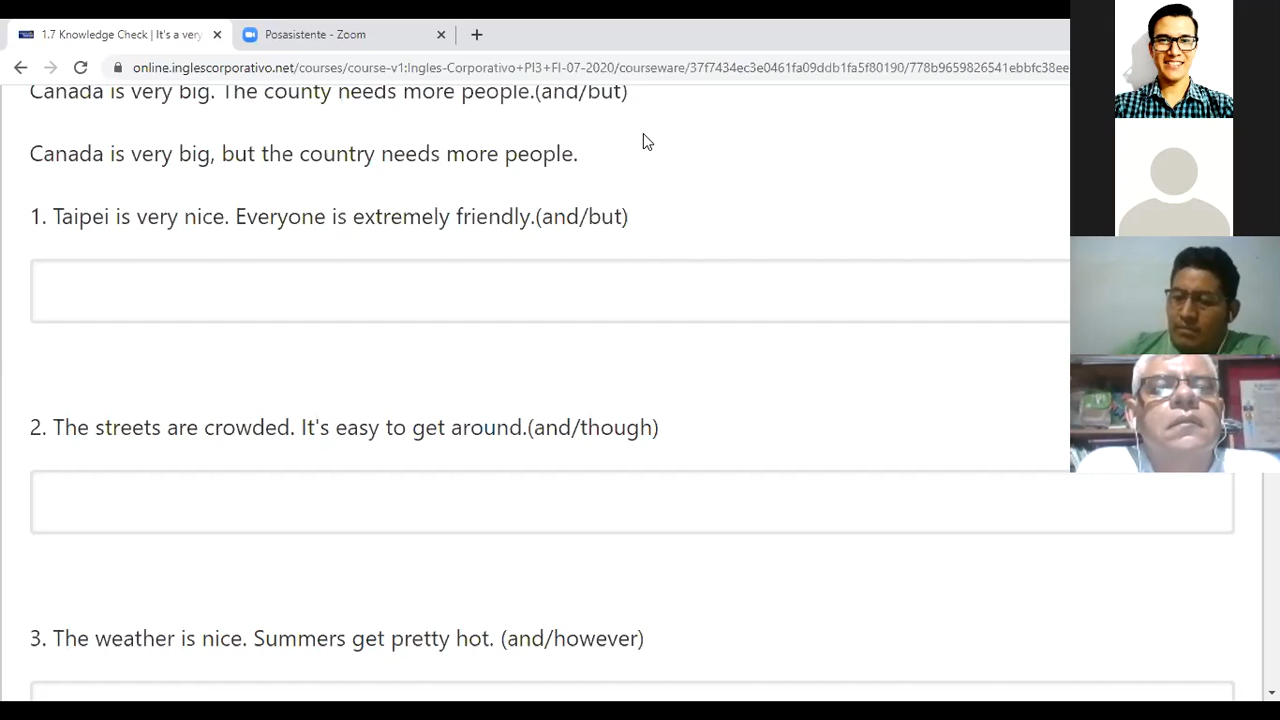 1.7 Knowledge Check | It's a very
Posasistente - Zoom
online.inglescorporativo.net/courses/course-v1:Ingles-Corporativo+PI3+FI-07-2020/courseware/37f7434ec3e0461fa09ddb1fa5f80190/778b9659826541ebbfc38ee
Canada is very big. The county needs more people.(and/but)
Canada is very big, but the country needs more people.
1. Taipei is very nice. Everyone is extremely friendly.(and/but)
2. The streets are crowded. It's easy to get around.(and/though)
3. The weather is nice. Summers get pretty hot. (and/however)